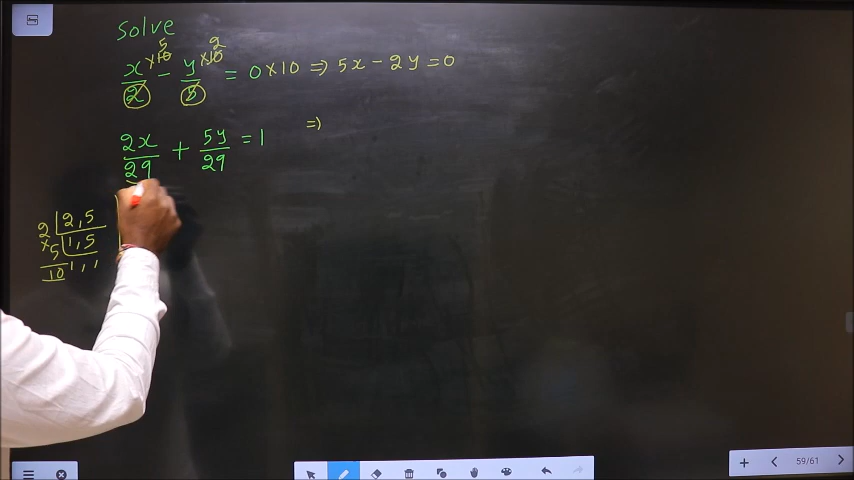 Solve
x/2 ×10 5 - y/5 ×10 2 = 0 ×10 ⇒ 5x - 2y = 0
2x/29 + 5y/29 = 1 ⇒
2 | 2, 5
× 5 | 1, 5
10 1, 1
59/61